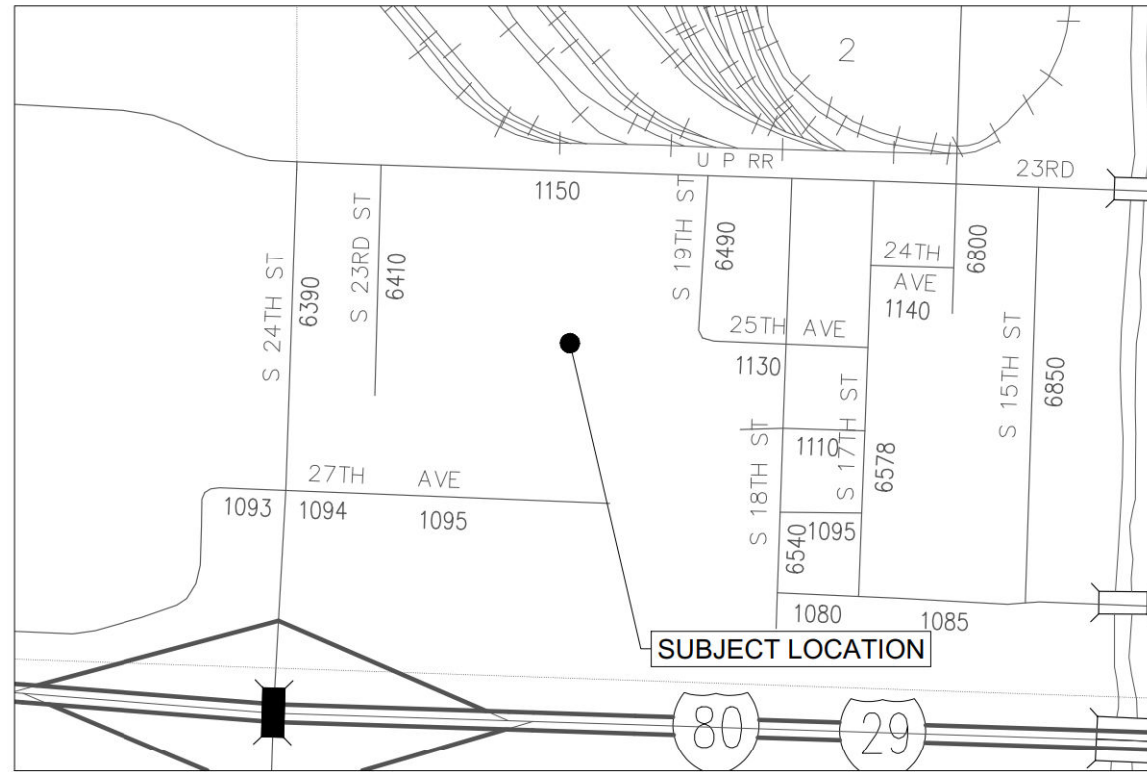 2
U P RR
23RD
1150
S 24TH ST
6390
S 23RD ST
6410
S 19TH ST
6490
24TH
AVE
1140
6800
S 15TH ST
6850
25TH AVE
1130
S 18TH ST
6540
1110
S 17TH ST
6578
1095
27TH AVE
1093
1094
1095
1080
1085
SUBJECT LOCATION
80
29